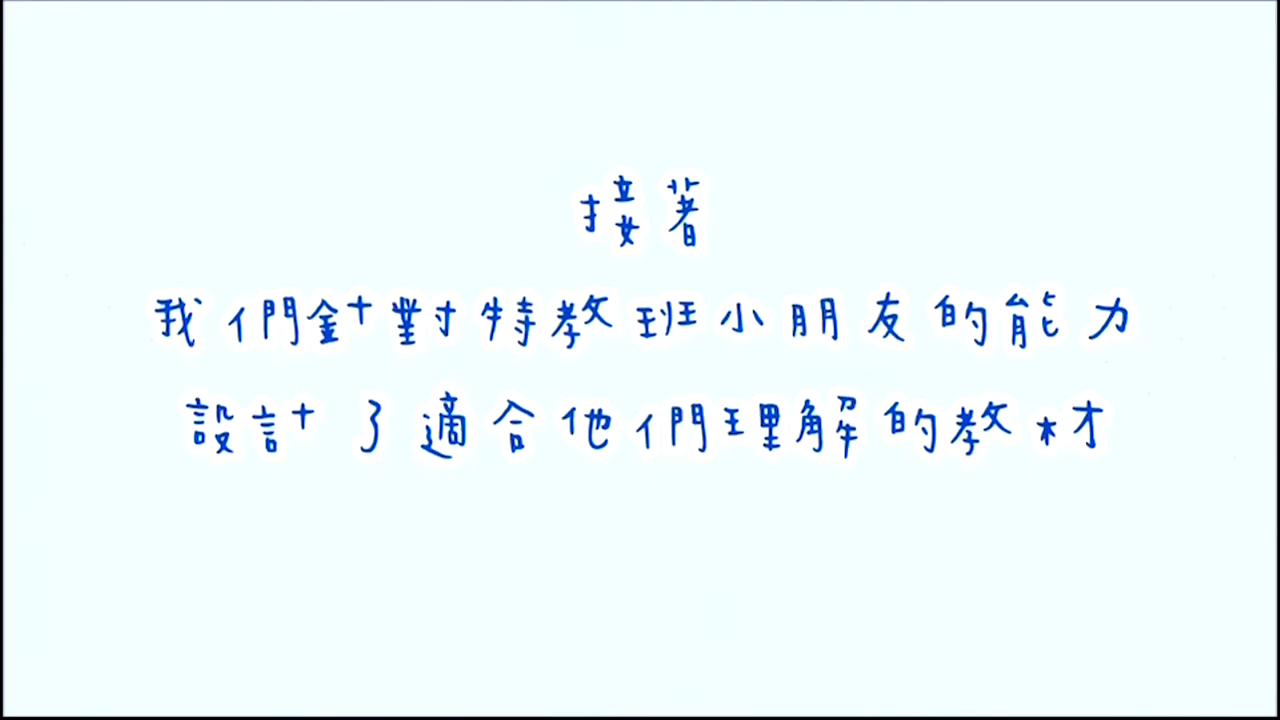 接著
我們針對特教班小朋友的能力
設計了適合他們理解的教材